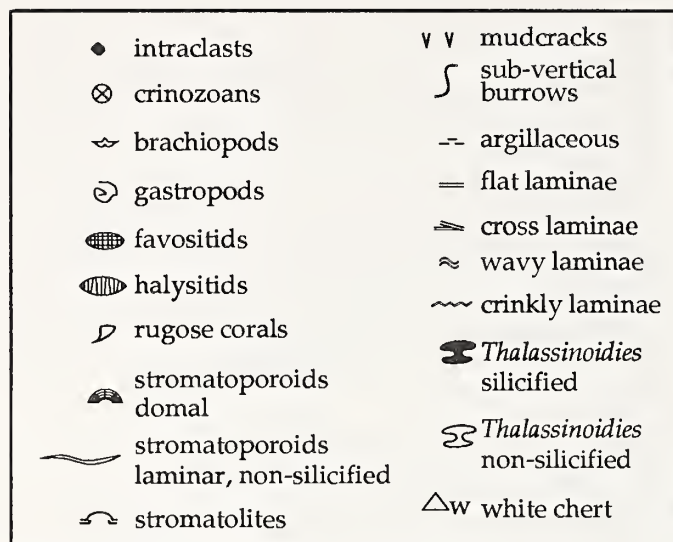 intraclasts
crinozoans
brachiopods
gastropods
favositids
halysitids
rugose corals
stromatoporoids
domal
stromatoporoids
laminar, non-silicified
stromatolites
mudcracks
sub-vertical
burrows
argillaceous
flat laminae
cross laminae
wavy laminae
crinkly laminae
Thalassinoidies
silicified
Thalassinoidies
non-silicified
w white chert